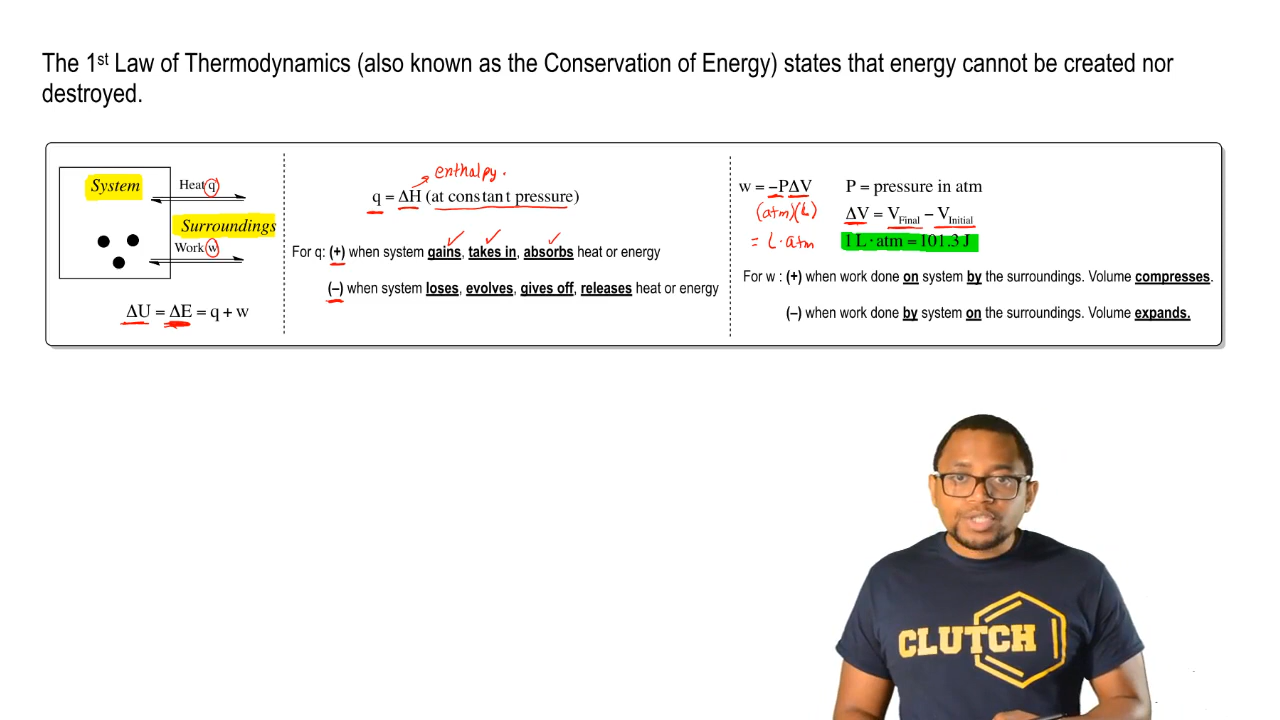 The 1st Law of Thermodynamics (also known as the Conservation of Energy) states that energy cannot be created nor
destroyed.
System
Heat q
Surroundings
Work w
ΔU = ΔE = q + w
enthalpy.
q = ΔH (at constant pressure)
For q: (+) when system gains, takes in, absorbs heat or energy
(–) when system loses, evolves, gives off, releases heat or energy
w = –PΔV
P = pressure in atm
(atm)(L)
ΔV = VFinal – VInitial
= L·atm
1 L · atm = 101.3 J
For w : (+) when work done on system by the surroundings. Volume compresses.
(–) when work done by system on the surroundings. Volume expands.
CLUTCH